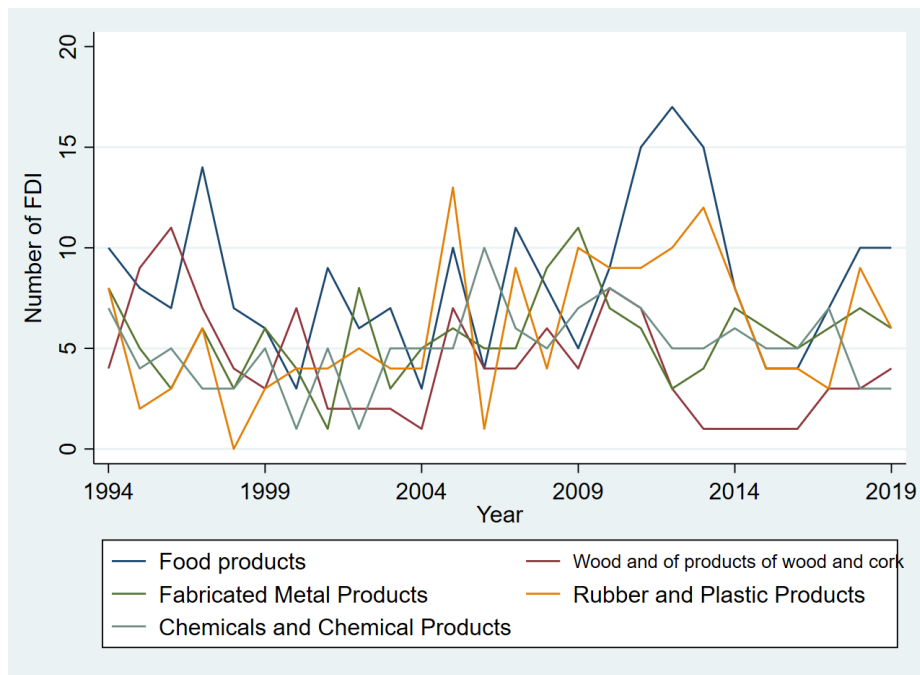 20
15
10
5
0
Number of FDI
1994 1999 2004 2009 2014 2019
Year
Food products
Wood and of products of wood and cork
Fabricated Metal Products
Rubber and Plastic Products
Chemicals and Chemical Products